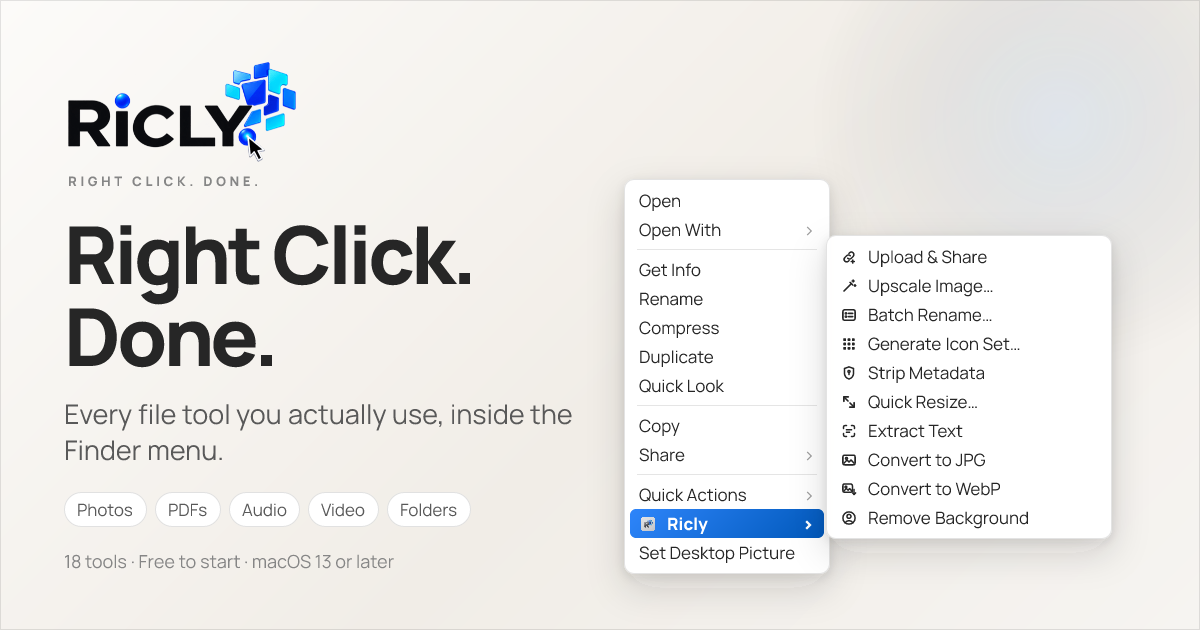 RiCLY
RIGHT CLICK. DONE.
Right Click.
Done.
Every file tool you actually use, inside the
Finder menu.
Photos
PDFs
Audio
Video
Folders
18 tools · Free to start · macOS 13 or later
Open
Open With
Get Info
Rename
Compress
Duplicate
Quick Look
Copy
Share
Quick Actions
Ricly
Set Desktop Picture
Upload & Share
Upscale Image...
Batch Rename...
Generate Icon Set...
Strip Metadata
Quick Resize...
Extract Text
Convert to JPG
Convert to WebP
Remove Background